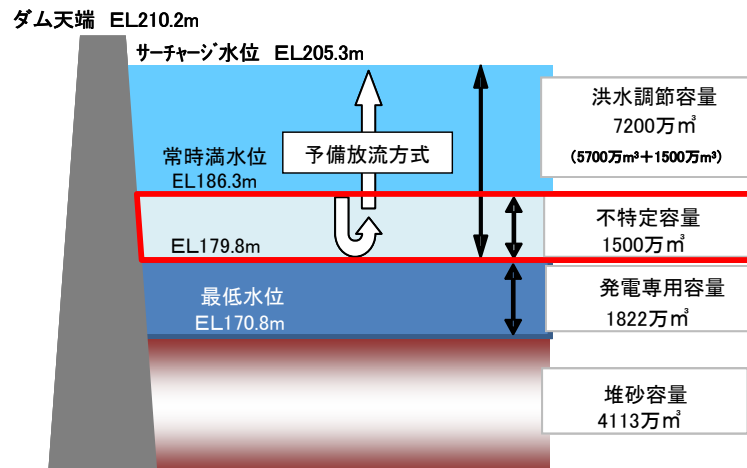 ダム天端 EL210.2m
サーチャージ水位 EL205.3m
洪水調節容量
7200万㎥
(5700万m³+1500万m³)
予備放流方式
常時満水位
EL186.3m
不特定容量
1500万㎥
EL179.8m
発電専用容量
1822万㎥
最低水位
EL170.8m
堆砂容量
4113万㎥